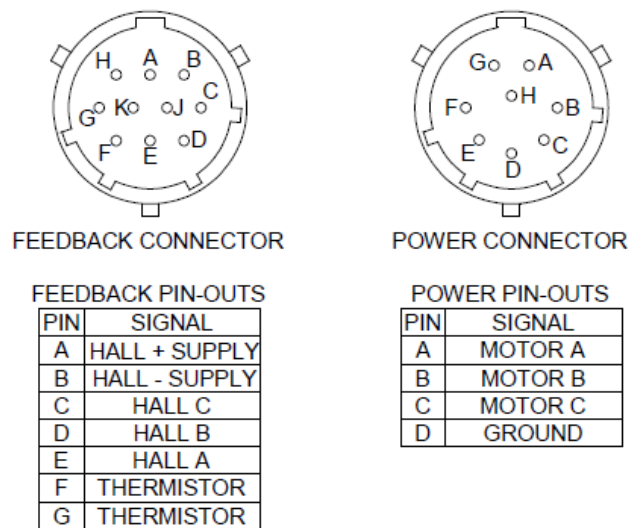 H A B
C
G K J
F E D
FEEDBACK CONNECTOR
G A
H
F B
E C
D
POWER CONNECTOR
FEEDBACK PIN-OUTS
PIN SIGNAL
A HALL + SUPPLY
B HALL - SUPPLY
C HALL C
D HALL B
E HALL A
F THERMISTOR
G THERMISTOR
POWER PIN-OUTS
PIN SIGNAL
A MOTOR A
B MOTOR B
C MOTOR C
D GROUND